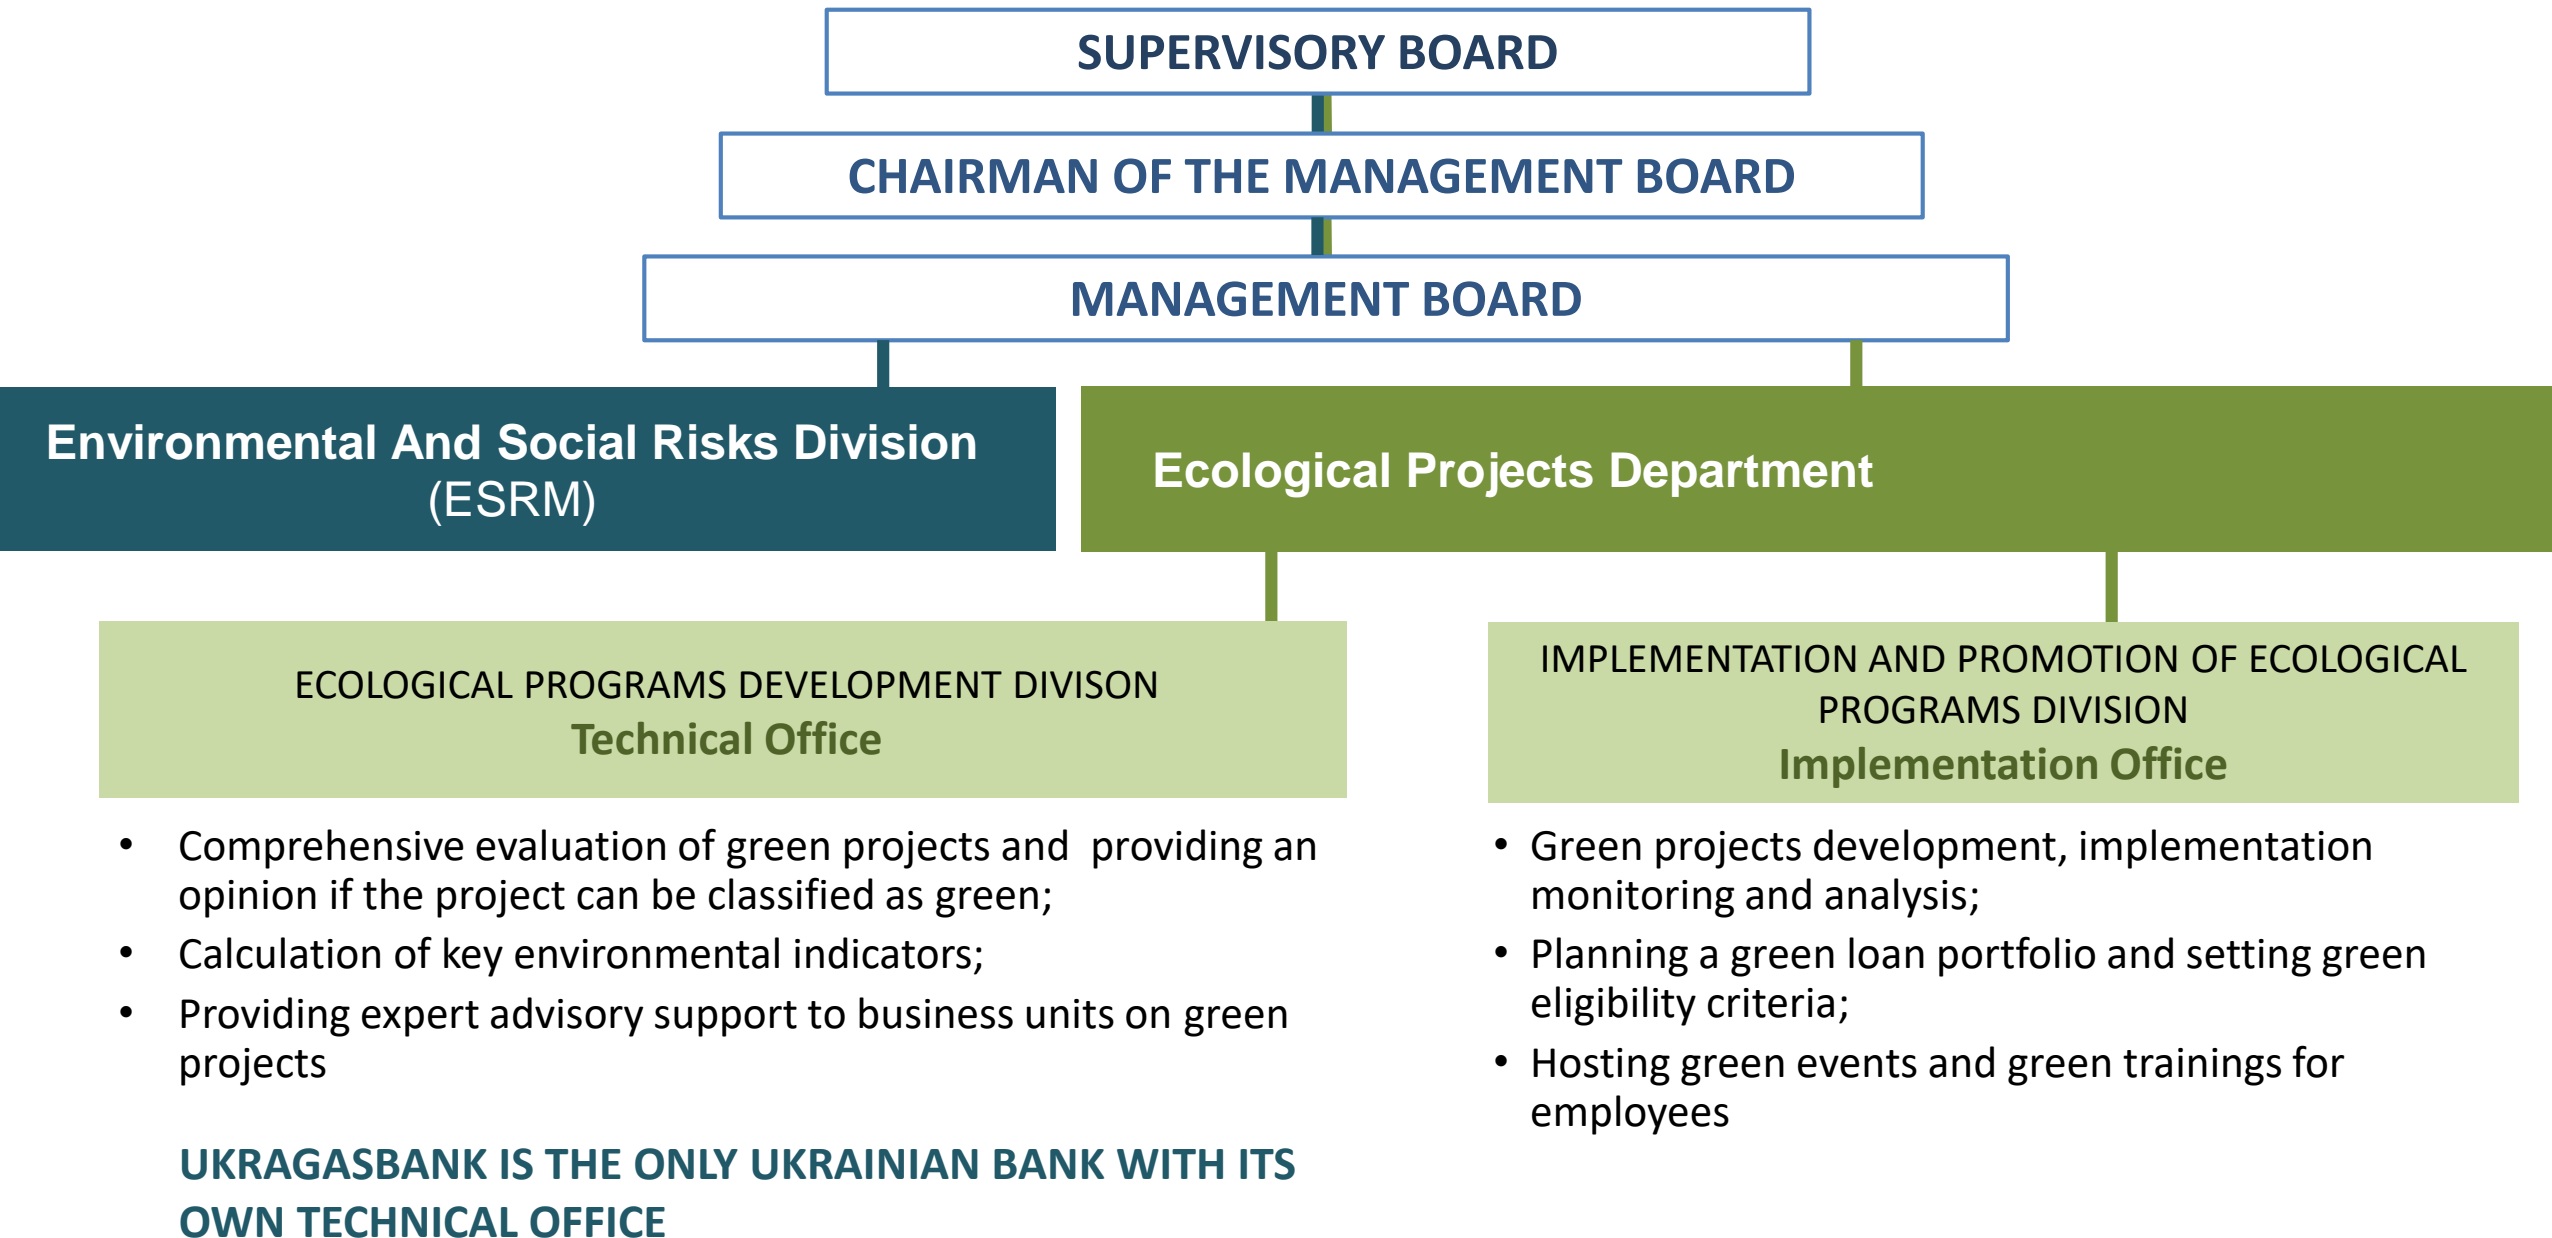 SUPERVISORY BOARD
CHAIRMAN OF THE MANAGEMENT BOARD
MANAGEMENT BOARD
Environmental And Social Risks Division
(ESRM)
Ecological Projects Department
ECOLOGICAL PROGRAMS DEVELOPMENT DIVISON
Technical Office
• Comprehensive evaluation of green projects and  providing an
opinion if the project can be classified as green;
• Calculation of key environmental indicators;
• Providing expert advisory support to business units on green
projects
UKRAGASBANK IS THE ONLY UKRAINIAN BANK WITH ITS
OWN TECHNICAL OFFICE
IMPLEMENTATION AND PROMOTION OF ECOLOGICAL
PROGRAMS DIVISION
Implementation Office
• Green projects development, implementation
monitoring and analysis;
• Planning a green loan portfolio and setting green
eligibility criteria;
• Hosting green events and green trainings for
employees